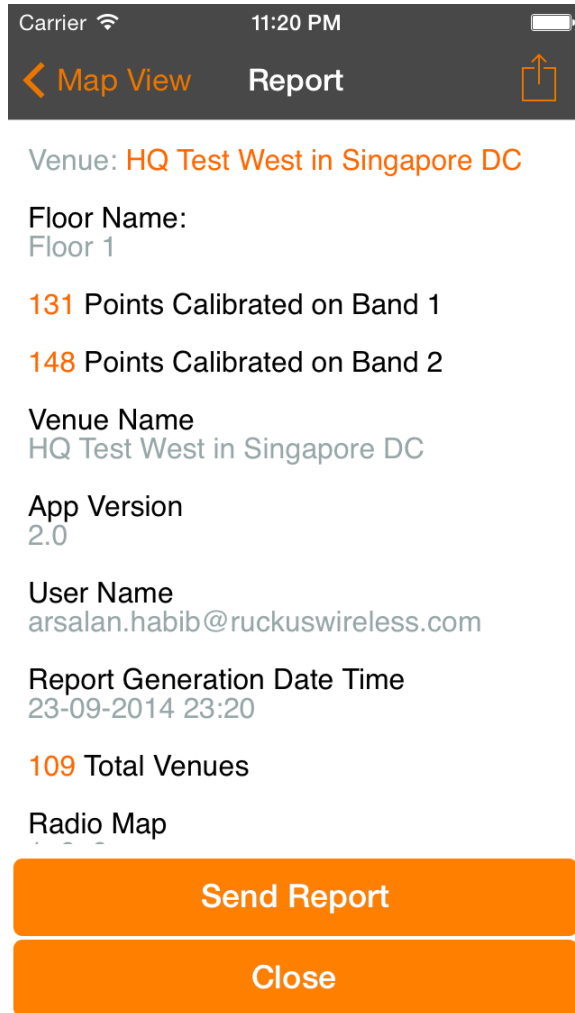 Carrier 11:20 PM
Map View Report
Venue: HQ Test West in Singapore DC
Floor Name:
Floor 1
131 Points Calibrated on Band 1
148 Points Calibrated on Band 2
Venue Name
HQ Test West in Singapore DC
App Version
2.0
User Name
arsalan.habib@ruckuswireless.com
Report Generation Date Time
23-09-2014 23:20
109 Total Venues
Radio Map
Send Report
Close